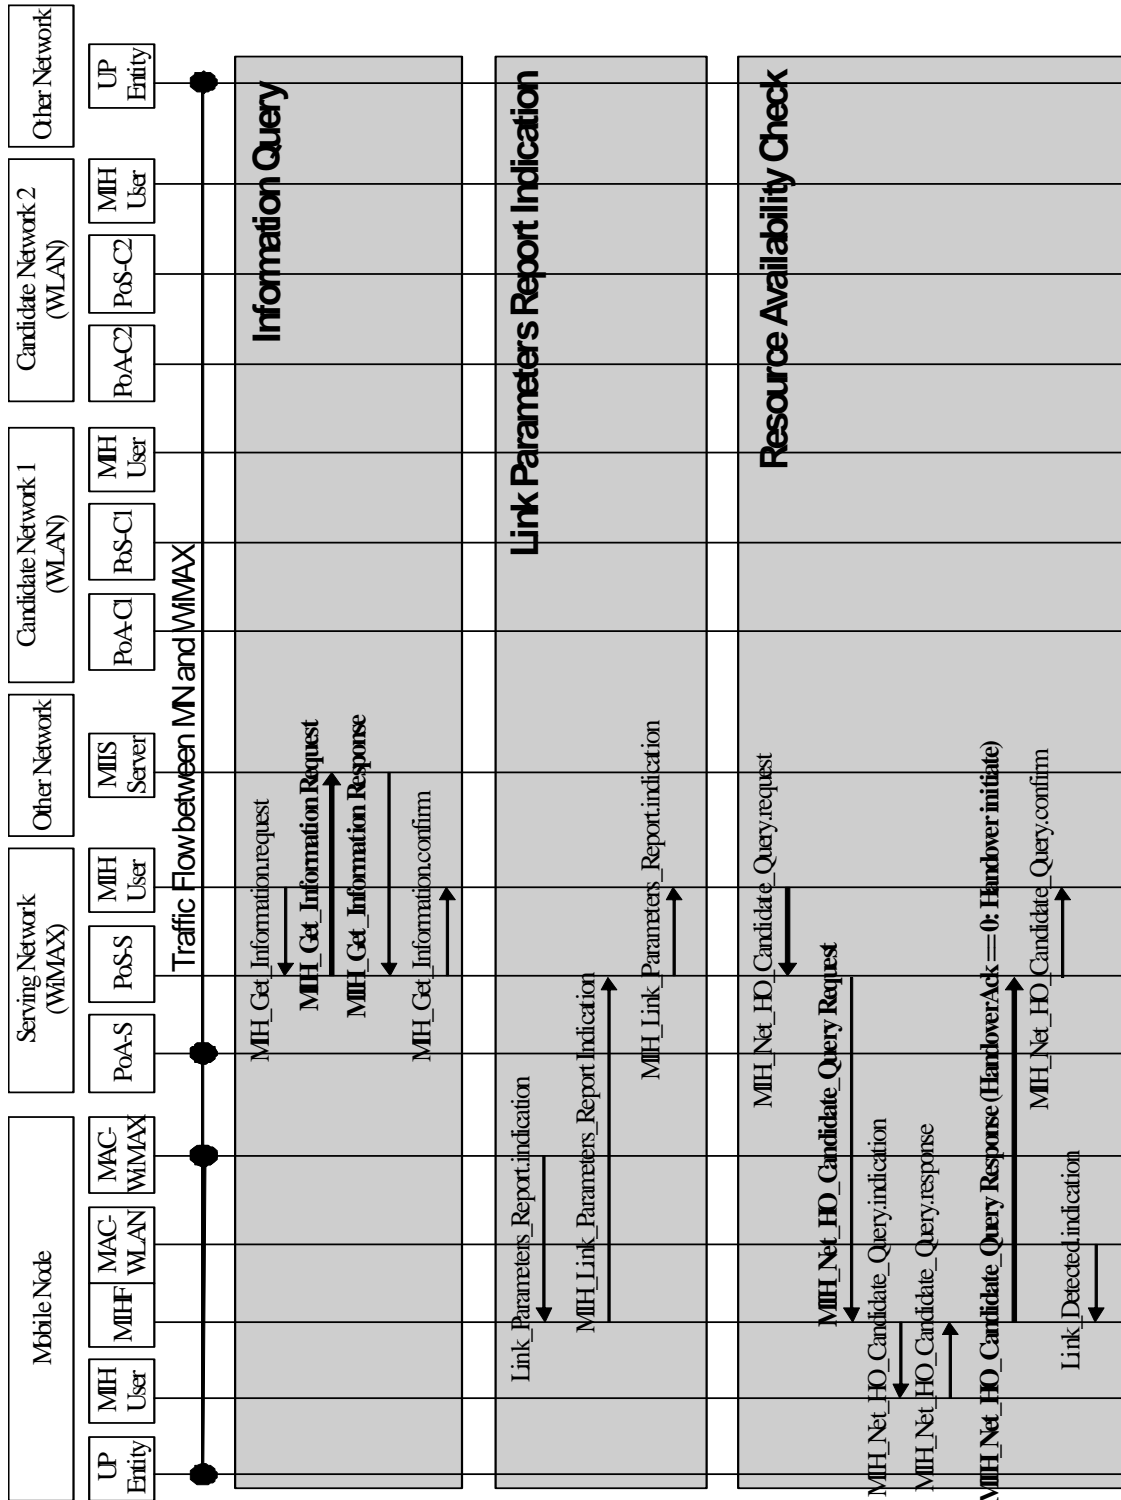 Mobile Node
Serving Network
(WiMAX)
Other Network
Candidate Network 1
(WLAN)
Candidate Network 2
(WLAN)
Other Network
UP
Entity
MIH
User
MIHF
MAC-
WLAN
MAC-
WiMAX
PoA-S
PoS-S
MIH
User
MIIS
Server
PoA-C1
PoS-C1
MIH
User
PoA-C2
PoS-C2
MIH
User
UP
Entity
Traffic Flow between MN and WiMAX
Information Query
MIH_Get_Information.request
MIH_Get_Information Request
MIH_Get_Information Response
MIH_Get_Information.confirm
Link Parameters Report Indication
Link_Parameters_Report.indication
MIH_Link_Parameters_Report Indication
MIH_Link_Parameters_Report.indication
Resource Availability Check
MIH_Net_HO_Candidate_Query.request
MIH_Net_HO_Candidate_Query Request
MIH_Net_HO_Candidate_Query.indication
MIH_Net_HO_Candidate_Query.response
MIH_Net_HO_Candidate_Query Response (HandoverAck==0: Handover initiate)
MIH_Net_HO_Candidate_Query.confirm
Link_Detected.indication